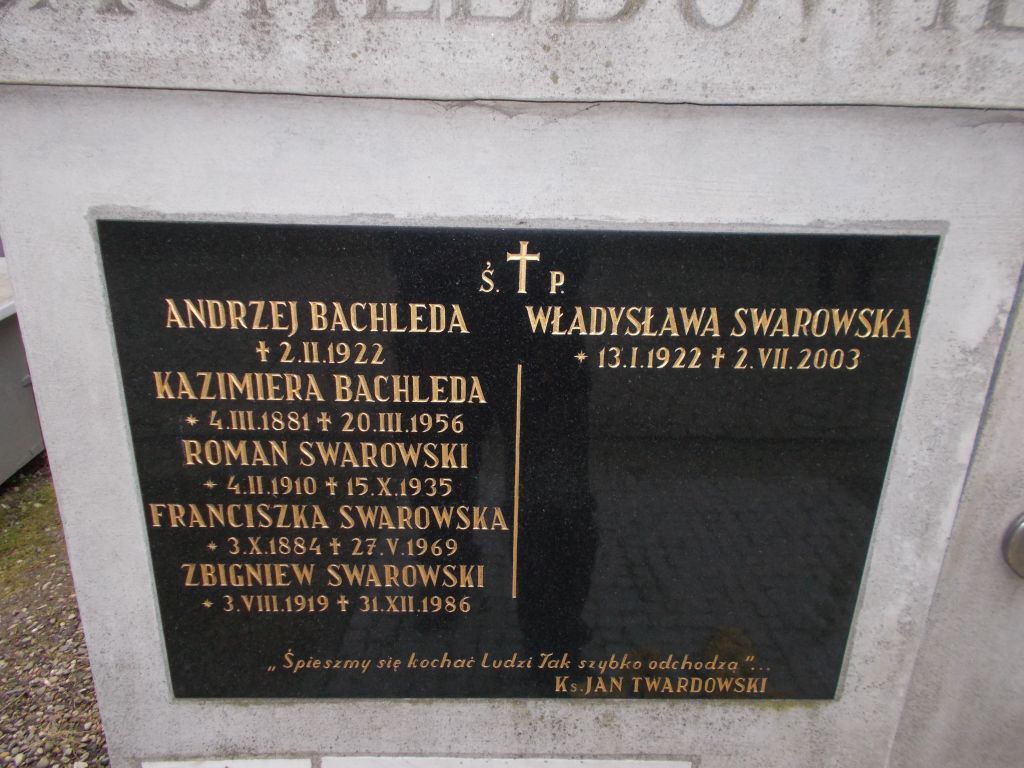 Ś. P.
ANDRZEJ BACHLEDA
✝ 2.II.1922
KAZIMIERA BACHLEDA
* 4.III.1881 ✝ 20.III.1956
ROMAN SWAROWSKI
* 4.II.1910 ✝ 15.X.1935
FRANCISZKA SWAROWSKA
* 3.X.1884 ✝ 27.V.1969
ZBIGNIEW SWAROWSKI
* 3.VIII.1919 ✝ 31.XII.1986
WŁADYSŁAWA SWAROWSKA
* 13.I.1922 ✝ 2.VII.2003
„Śpieszmy się kochać Ludzi Tak szybko odchodzą"...
Ks. JAN TWARDOWSKI